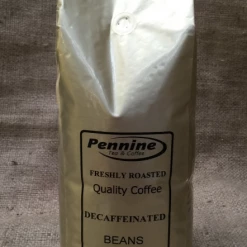 Pennine
Tea & Coffee
FRESHLY ROASTED
Quality Coffee
DECAFFEINATED
BEANS